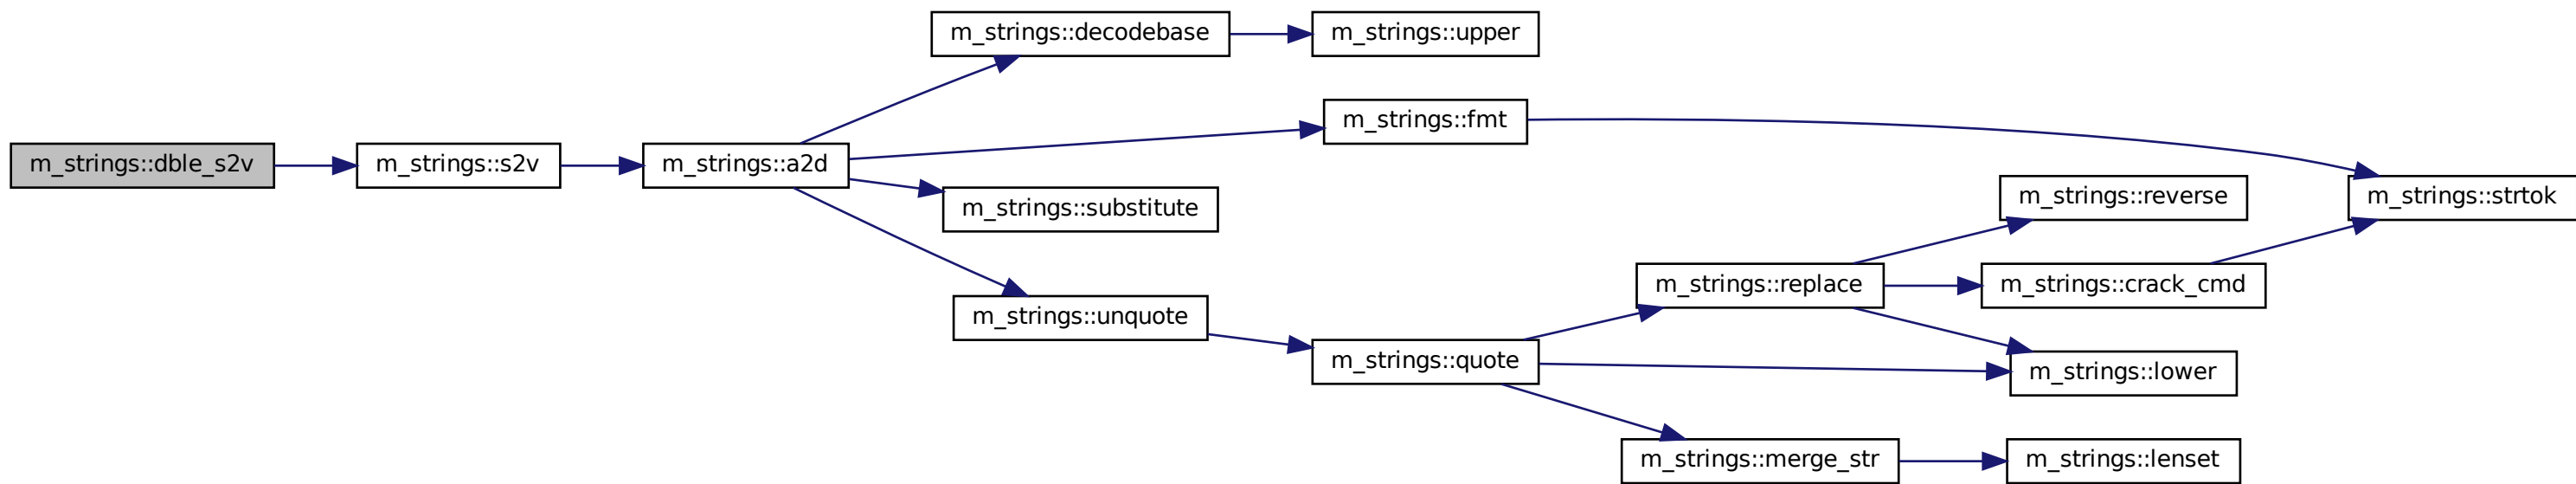 m_strings::dble_s2v
m_strings::s2v
m_strings::a2d
m_strings::decodebase
m_strings::upper
m_strings::fmt
m_strings::substitute
m_strings::unquote
m_strings::quote
m_strings::replace
m_strings::reverse
m_strings::crack_cmd
m_strings::strtok
m_strings::lower
m_strings::merge_str
m_strings::lenset